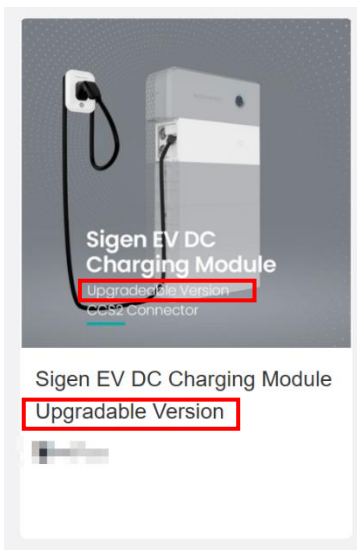 Sigen EV DC
Charging Module
Upgradeable Version
CCS2 Connector
Sigen EV DC Charging Module
Upgradable Version